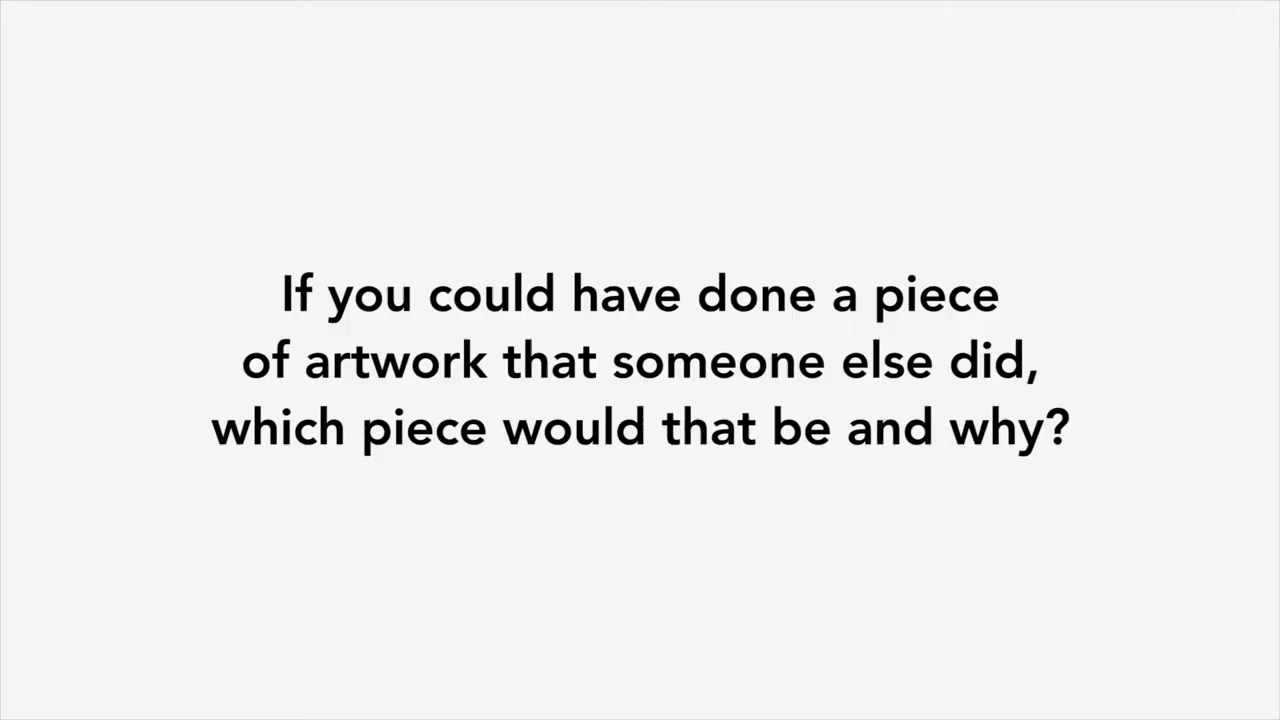 If you could have done a piece
of artwork that someone else did,
which piece would that be and why?